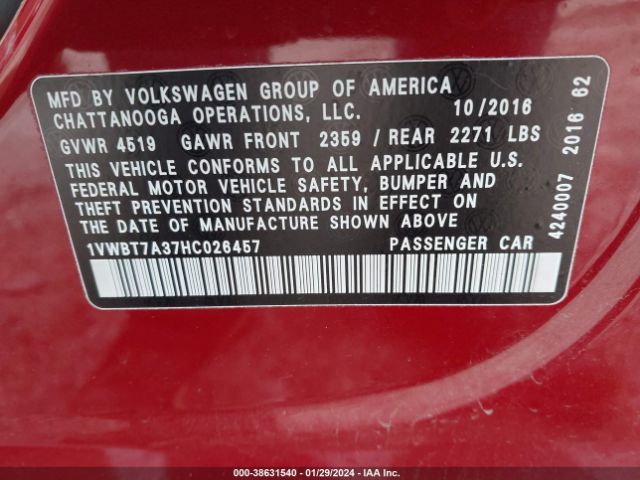 MFD BY VOLKSWAGEN GROUP OF AMERICA
CHATTANOOGA OPERATIONS, LLC. 10/2016
GVWR 4519 GAWR FRONT 2359 / REAR 2271 LBS
THIS VEHICLE CONFORMS TO ALL APPLICABLE U.S.
FEDERAL MOTOR VEHICLE SAFETY, BUMPER AND
THEFT PREVENTION STANDARDS IN EFFECT ON
THE DATE OF MANUFACTURE SHOWN ABOVE
1VWBT7A37HC026457 PASSENGER CAR
4240007 2016 62
000-38631540 - 01/29/2024 - IAA Inc.